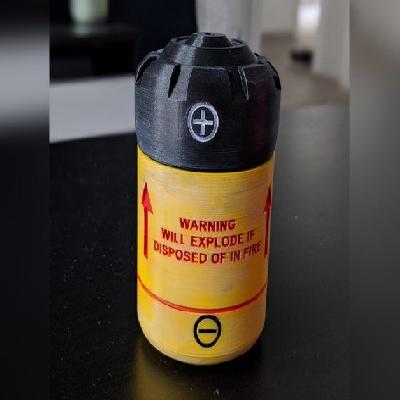 +
WARNING
WILL EXPLODE IF
DISPOSED OF IN FIRE
−